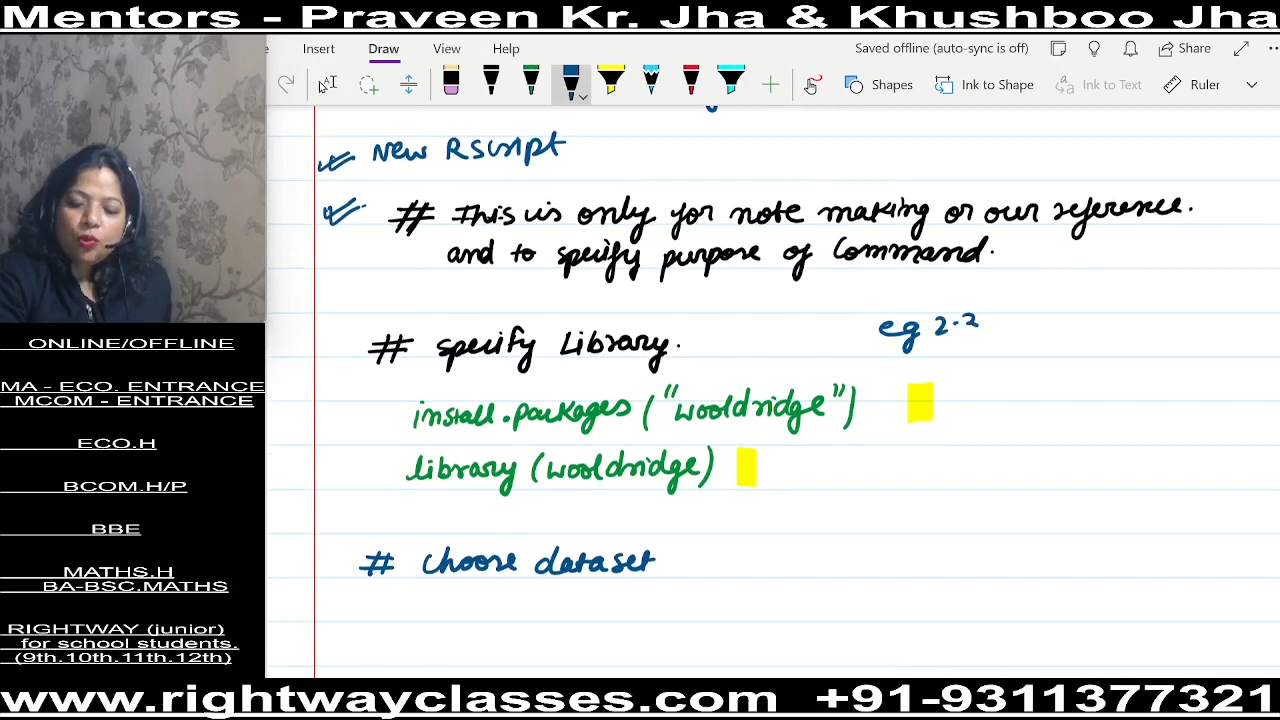 Mentors - Praveen Kr. Jha & Khushboo Jha
Insert Draw View Help
Saved offline (auto-sync is off) Share
Shapes Ink to Shape Ink to Text Ruler
New RScript
# This is only for note making or our reference.
and to specify purpose of Command.
# specify Library.
eg 2.2
install.packages ("wooldridge")
library (wooldridge)
# Choose dataset
ONLINE/OFFLINE
MA - ECO. ENTRANCE
MCOM - ENTRANCE
ECO.H
BCOM.H/P
BBE
MATHS.H
BA-BSC.MATHS
RIGHTWAY (junior)
for school students.
(9th.10th.11th.12th)
www.rightwayclasses.com +91-9311377321